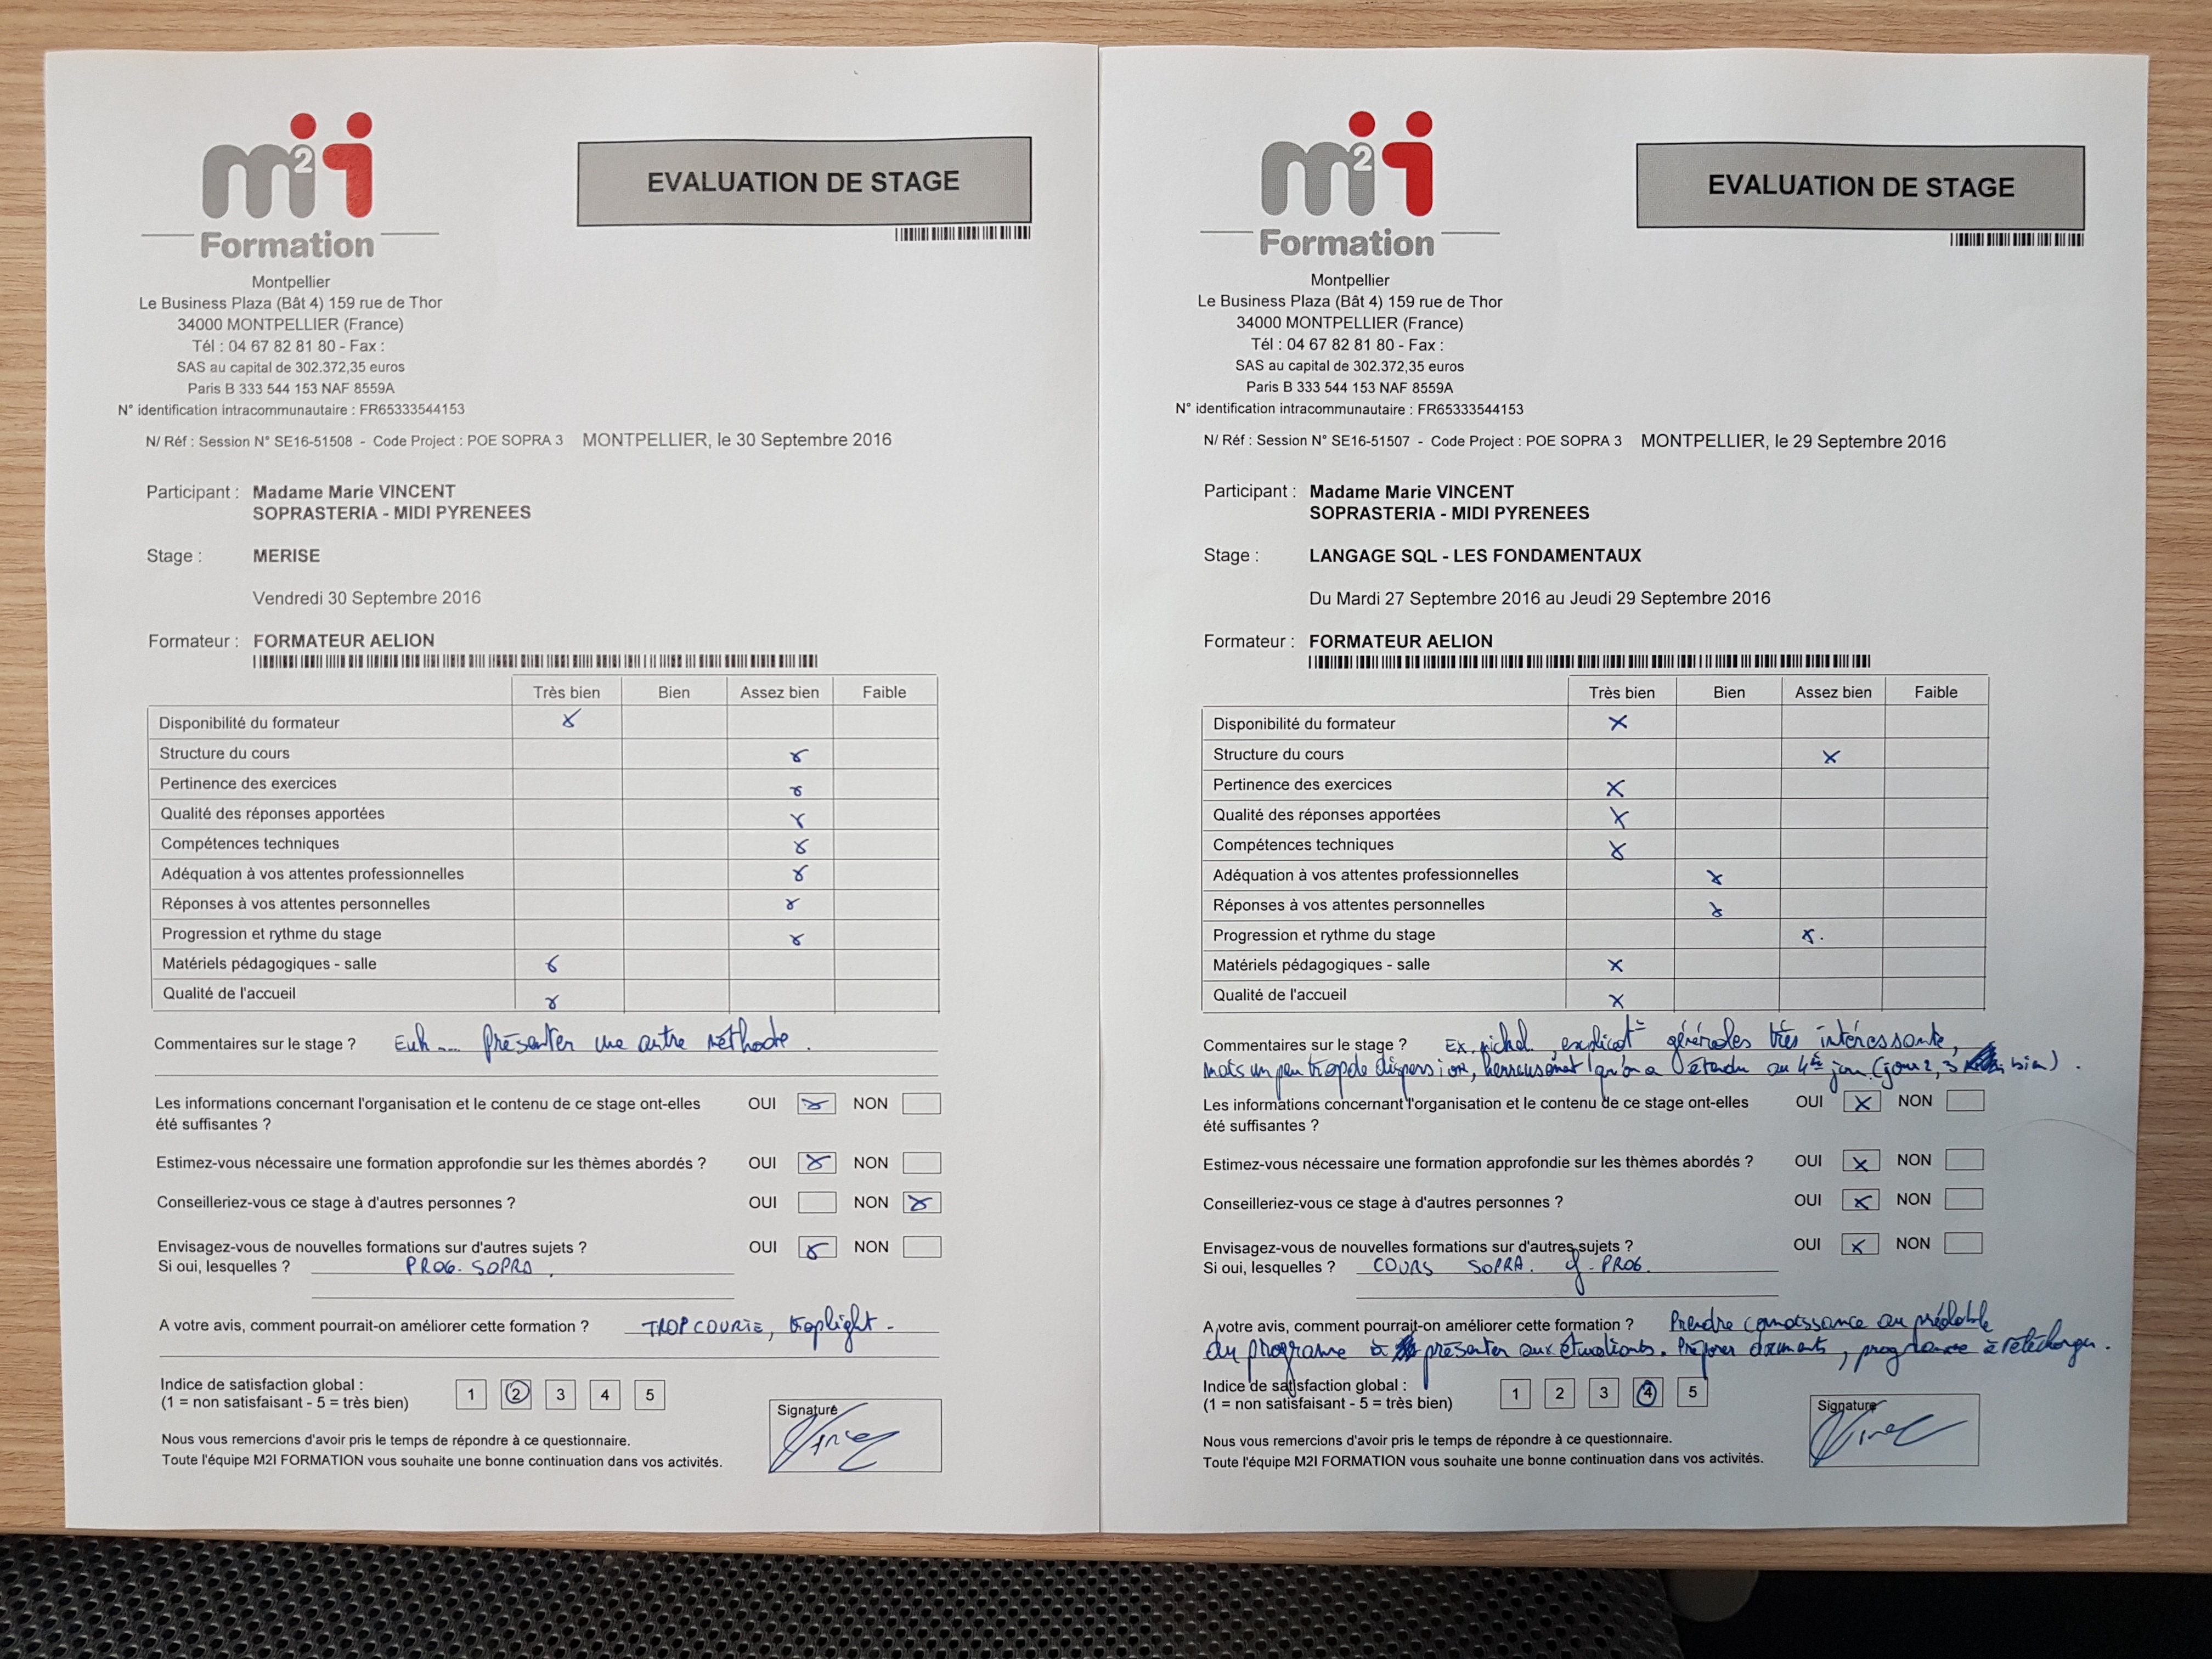 m2i
Formation
EVALUATION DE STAGE
Montpellier
Le Business Plaza (Bât 4) 159 rue de Thor
34000 MONTPELLIER (France)
Tél : 04 67 82 81 80 - Fax :
SAS au capital de 302.372,35 euros
Paris B 333 544 153 NAF 8559A
N° identification intracommunautaire : FR65333544153
N/ Réf : Session N° SE16-51508 - Code Project : POE SOPRA 3 MONTPELLIER, le 30 Septembre 2016
Participant : Madame Marie VINCENT
SOPRASTERIA - MIDI PYRENEES
Stage : MERISE
Vendredi 30 Septembre 2016
Formateur : FORMATEUR AELION
Très bien Bien Assez bien Faible
Disponibilité du formateur X
Structure du cours X
Pertinence des exercices X
Qualité des réponses apportées X
Compétences techniques X
Adéquation à vos attentes professionnelles X
Réponses à vos attentes personnelles X
Progression et rythme du stage X
Matériels pédagogiques - salle X
Qualité de l'accueil X
Commentaires sur le stage ? Euh.... Présenter une autre méthode.
Les informations concernant l'organisation et le contenu de ce stage ont-elles
été suffisantes ? OUI X NON
Estimez-vous nécessaire une formation approfondie sur les thèmes abordés ? OUI X NON
Conseilleriez-vous ce stage à d'autres personnes ? OUI NON X
Envisagez-vous de nouvelles formations sur d'autres sujets ? OUI X NON
Si oui, lesquelles ? PROG. SOPRA
A votre avis, comment pourrait-on améliorer cette formation ? TROP COURTE, trop light -
Indice de satisfaction global :
(1 = non satisfaisant - 5 = très bien) 1 2 3 4 5
Signature
Nous vous remercions d'avoir pris le temps de répondre à ce questionnaire.
Toute l'équipe M2I FORMATION vous souhaite une bonne continuation dans vos activités.
m2i
Formation
EVALUATION DE STAGE
Montpellier
Le Business Plaza (Bât 4) 159 rue de Thor
34000 MONTPELLIER (France)
Tél : 04 67 82 81 80 - Fax :
SAS au capital de 302.372,35 euros
Paris B 333 544 153 NAF 8559A
N° identification intracommunautaire : FR65333544153
N/ Réf : Session N° SE16-51507 - Code Project : POE SOPRA 3 MONTPELLIER, le 29 Septembre 2016
Participant : Madame Marie VINCENT
SOPRASTERIA - MIDI PYRENEES
Stage : LANGAGE SQL - LES FONDAMENTAUX
Du Mardi 27 Septembre 2016 au Jeudi 29 Septembre 2016
Formateur : FORMATEUR AELION
Très bien Bien Assez bien Faible
Disponibilité du formateur X
Structure du cours X
Pertinence des exercices X
Qualité des réponses apportées X
Compétences techniques X
Adéquation à vos attentes professionnelles X
Réponses à vos attentes personnelles X
Progression et rythme du stage X
Matériels pédagogiques - salle X
Qualité de l'accueil X
Commentaires sur le stage ? Ex. générales très intéressante,
mais un peu trop de digression, heureusement qu'on a au 4è jour (jour 2, 3 bien).
Les informations concernant l'organisation et le contenu de ce stage ont-elles
été suffisantes ? OUI X NON
Estimez-vous nécessaire une formation approfondie sur les thèmes abordés ? OUI X NON
Conseilleriez-vous ce stage à d'autres personnes ? OUI X NON
Envisagez-vous de nouvelles formations sur d'autres sujets ? OUI X NON
Si oui, lesquelles ? COURS SOPRA. PROG.
A votre avis, comment pourrait-on améliorer cette formation ? Prendre connaissance au préalable
du programme à présenter aux étudiants. Préparer documents, à télécharger.
Indice de satisfaction global :
(1 = non satisfaisant - 5 = très bien) 1 2 3 4 5
Signature
Nous vous remercions d'avoir pris le temps de répondre à ce questionnaire.
Toute l'équipe M2I FORMATION vous souhaite une bonne continuation dans vos activités.